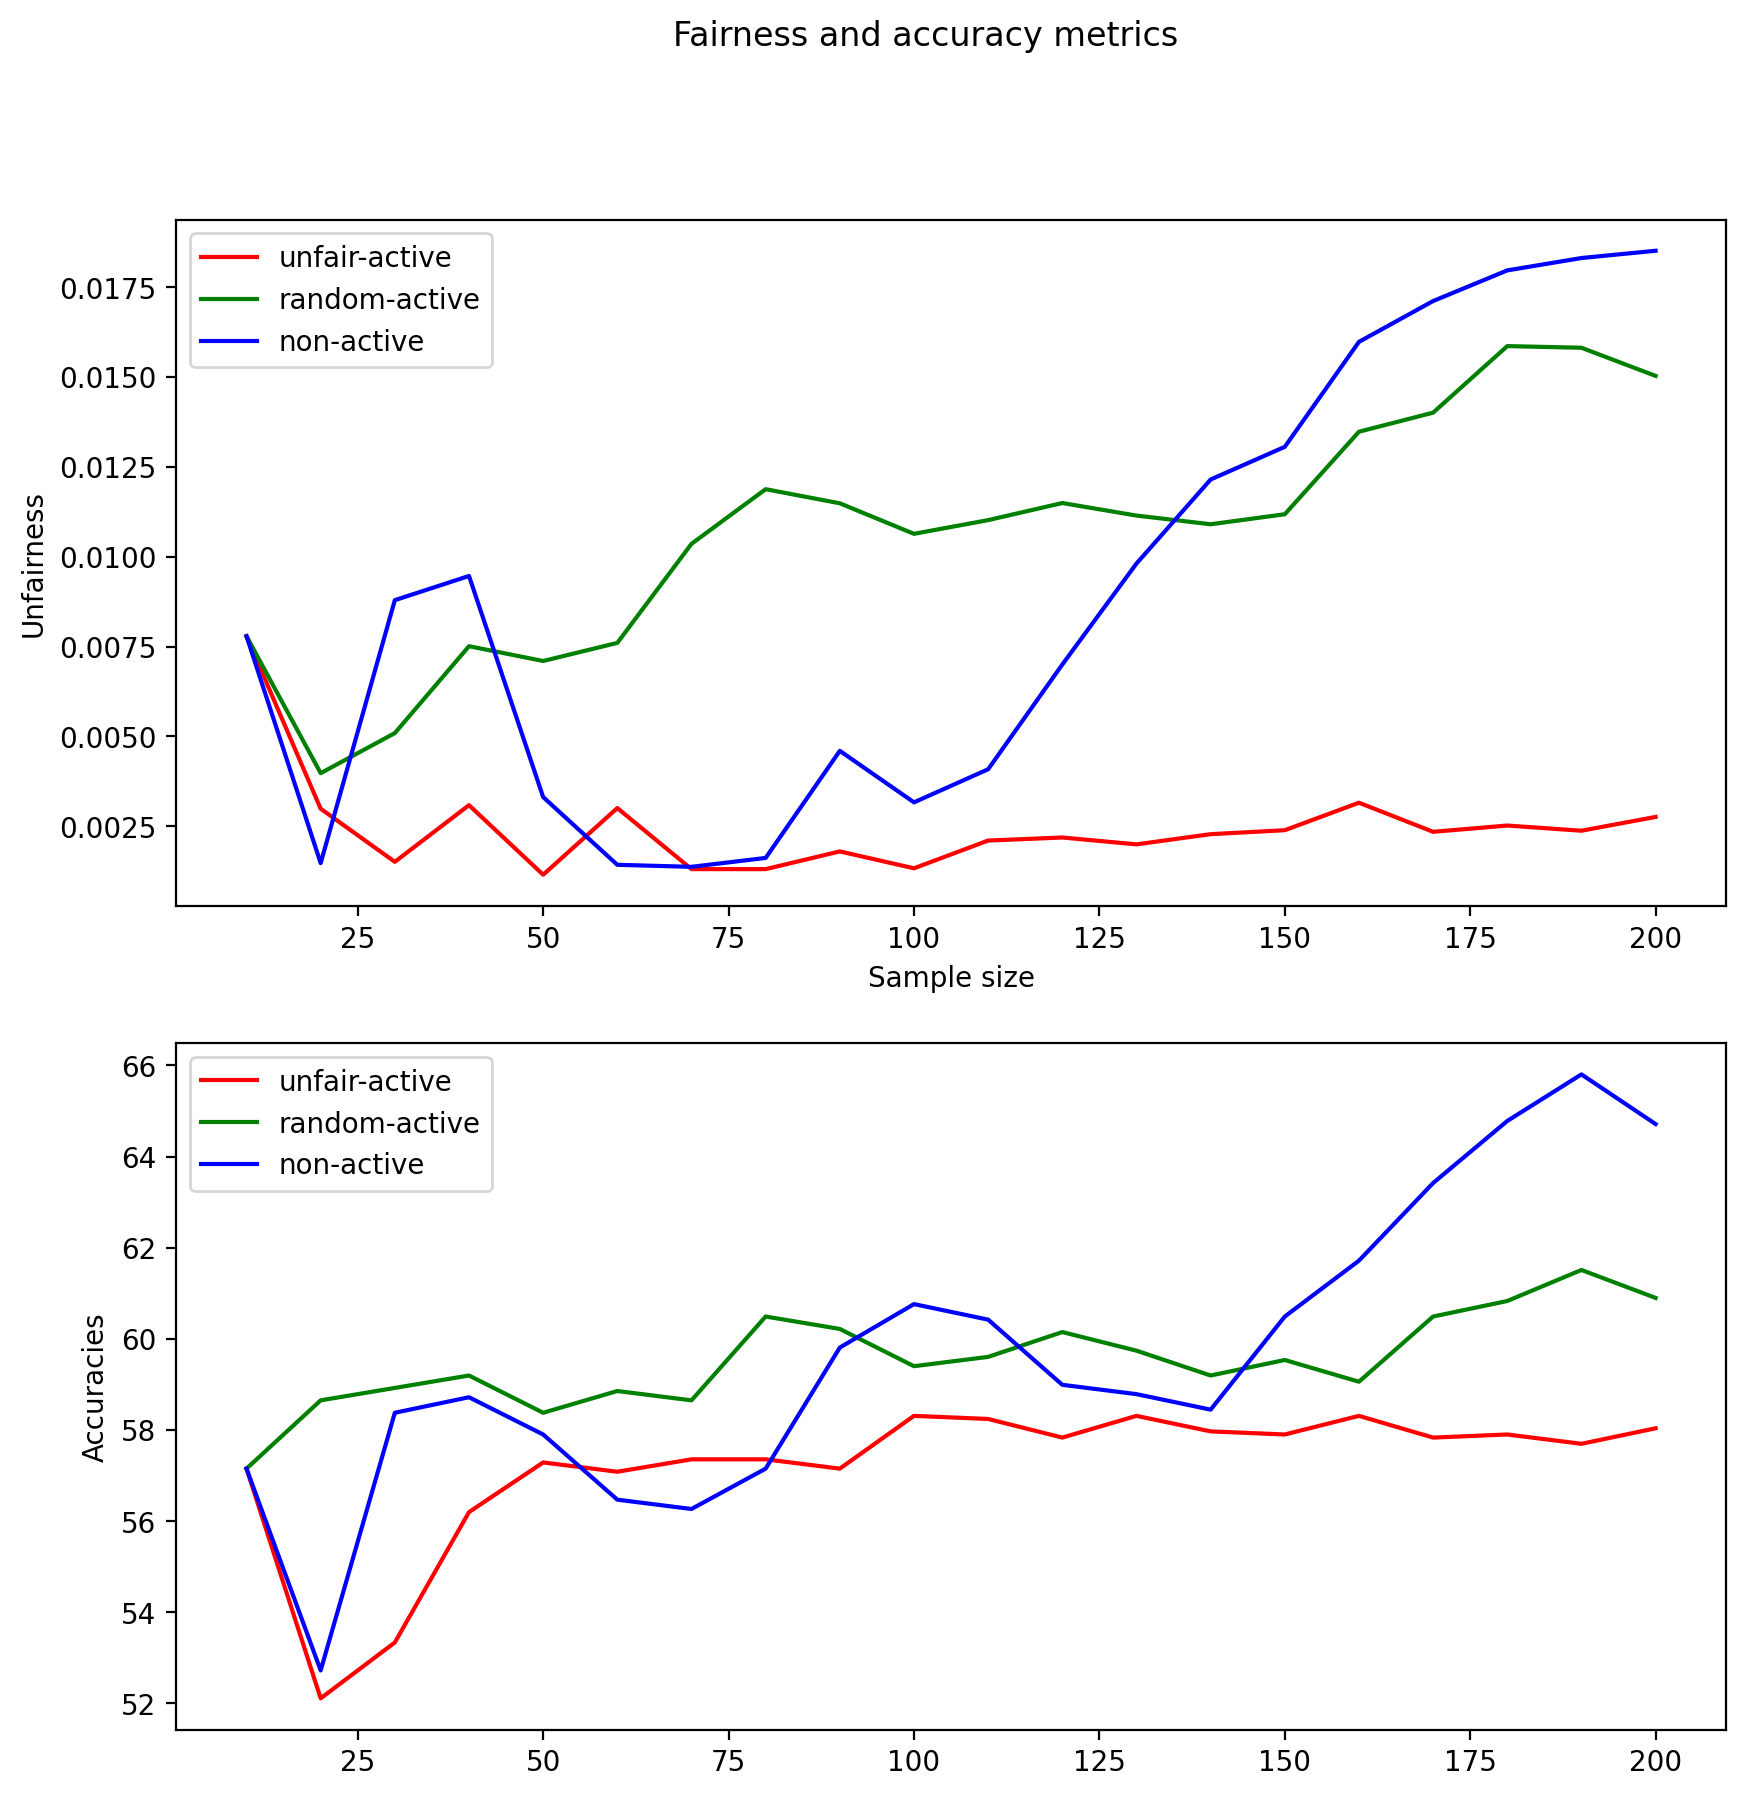 Fairness and accuracy metrics
unfair-active
random-active
non-active
0.0175
0.0150
0.0125
0.0100
0.0075
0.0050
0.0025
Unfairness
25 50 75 100 125 150 175 200
Sample size
unfair-active
random-active
non-active
66
64
62
60
58
56
54
52
Accuracies
25 50 75 100 125 150 175 200